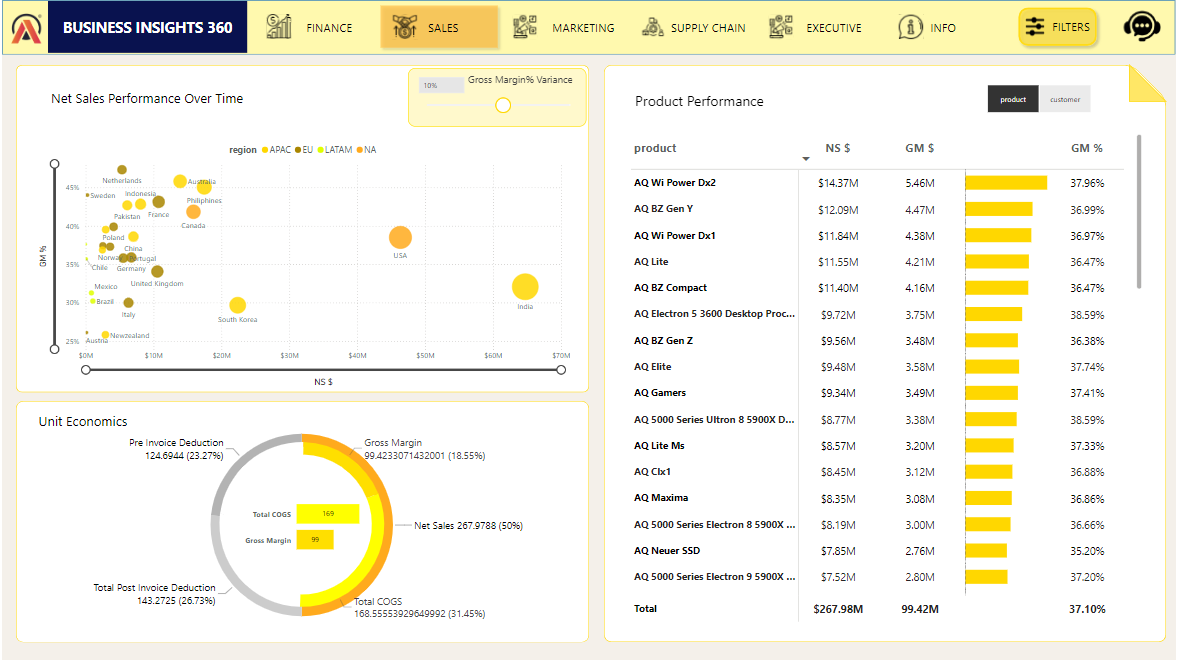 BUSINESS INSIGHTS 360
FINANCE
SALES
MARKETING
SUPPLY CHAIN
EXECUTIVE
INFO
FILTERS
Net Sales Performance Over Time
10%
Gross Margin% Variance
region APAC EU LATAM NA
GM %
45%
40%
35%
30%
25%
Netherlands
Australia
Sweden
Indonesia
Philiphines
Pakistan
France
Canada
Poland
China
USA
Norway
Portugal
Chile
Germany
United Kingdom
Mexico
Brazil
India
Italy
South Korea
Austria
Newzealand
$0M $10M $20M $30M $40M $50M $60M $70M
NS $
Unit Economics
Pre Invoice Deduction
124.6944 (23.27%)
Gross Margin
99.4233071432001 (18.55%)
Total COGS 169
Gross Margin 99
Net Sales 267.9788 (50%)
Total Post Invoice Deduction
143.2725 (26.73%)
Total COGS
168.55553929649992 (31.45%)
Product Performance
product
customer
product NS $ GM $ GM %
AQ Wi Power Dx2 $14.37M 5.46M 37.96%
AQ BZ Gen Y $12.09M 4.47M 36.99%
AQ Wi Power Dx1 $11.84M 4.38M 36.97%
AQ Lite $11.55M 4.21M 36.47%
AQ BZ Compact $11.40M 4.16M 36.47%
AQ Electron 5 3600 Desktop Proc... $9.72M 3.75M 38.59%
AQ BZ Gen Z $9.56M 3.48M 36.38%
AQ Elite $9.48M 3.58M 37.74%
AQ Gamers $9.34M 3.49M 37.41%
AQ 5000 Series Ultron 8 5900X D... $8.77M 3.38M 38.59%
AQ Lite Ms $8.57M 3.20M 37.33%
AQ Clx1 $8.45M 3.12M 36.88%
AQ Maxima $8.35M 3.08M 36.86%
AQ 5000 Series Electron 8 5900X ... $8.19M 3.00M 36.66%
AQ Neuer SSD $7.85M 2.76M 35.20%
AQ 5000 Series Electron 9 5900X ... $7.52M 2.80M 37.20%
Total $267.98M 99.42M 37.10%